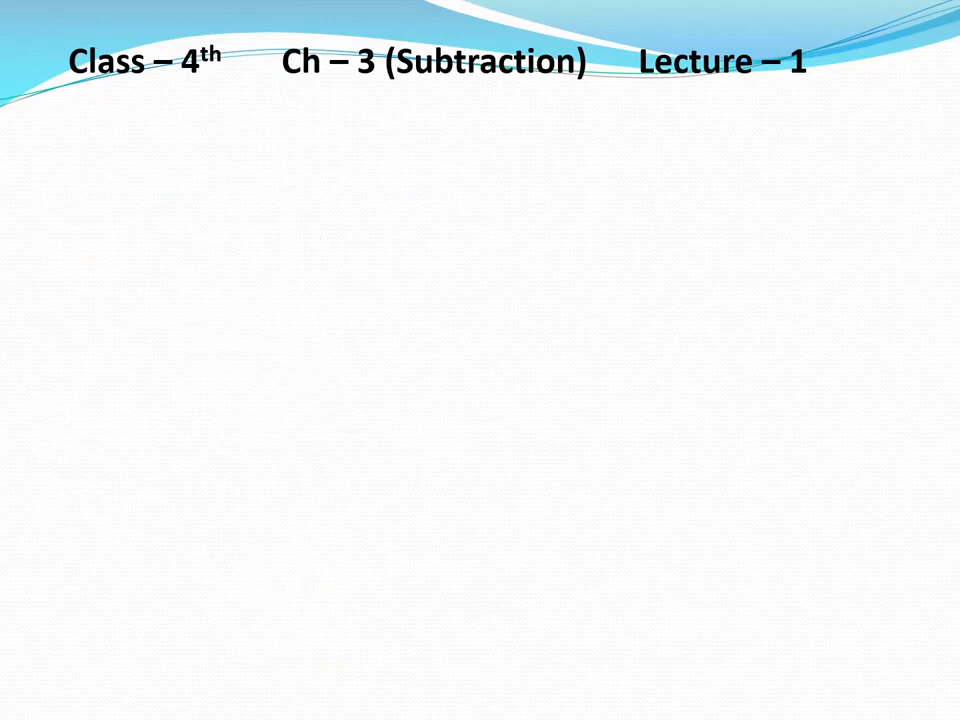 Class – 4th Ch – 3 (Subtraction) Lecture – 1